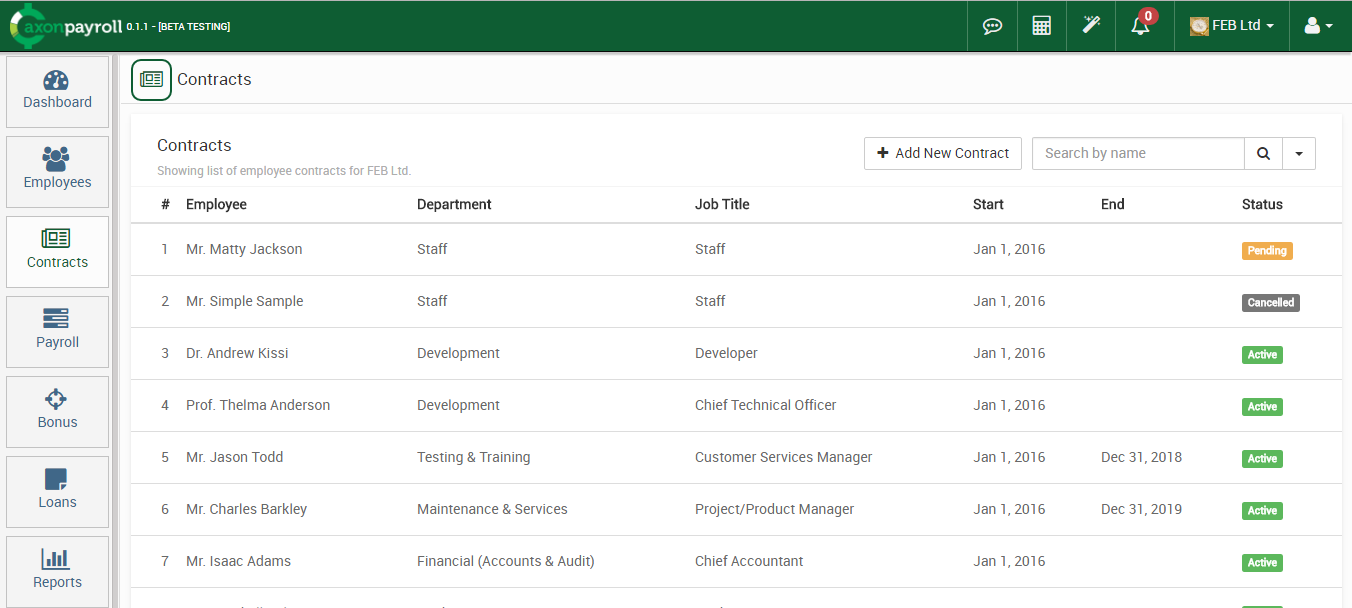 axonpayroll 0.1.1 - [BETA TESTING] 0 FEB Ltd
Dashboard
Employees
Contracts
Payroll
Bonus
Loans
Reports
Contracts
Contracts
Showing list of employee contracts for FEB Ltd.
Add New Contract Search by name
# Employee Department Job Title Start End Status
1 Mr. Matty Jackson Staff Staff Jan 1, 2016 Pending
2 Mr. Simple Sample Staff Staff Jan 1, 2016 Cancelled
3 Dr. Andrew Kissi Development Developer Jan 1, 2016 Active
4 Prof. Thelma Anderson Development Chief Technical Officer Jan 1, 2016 Active
5 Mr. Jason Todd Testing & Training Customer Services Manager Jan 1, 2016 Dec 31, 2018 Active
6 Mr. Charles Barkley Maintenance & Services Project/Product Manager Jan 1, 2016 Dec 31, 2019 Active
7 Mr. Isaac Adams Financial (Accounts & Audit) Chief Accountant Jan 1, 2016 Active